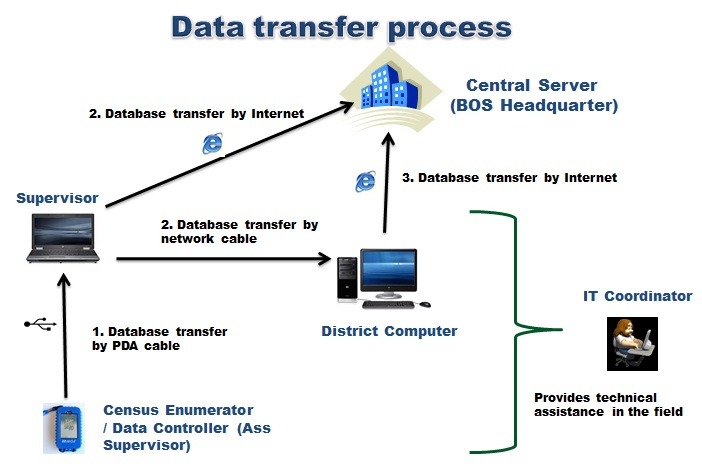 Data transfer process
Central Server
(BOS Headquarter)
2. Database transfer by Internet
3. Database transfer by Internet
Supervisor
2. Database transfer by
network cable
District Computer
IT Coordinator
1. Database transfer
by PDA cable
Provides technical
assistance in the field
Census Enumerator
/ Data Controller (Ass
Supervisor)